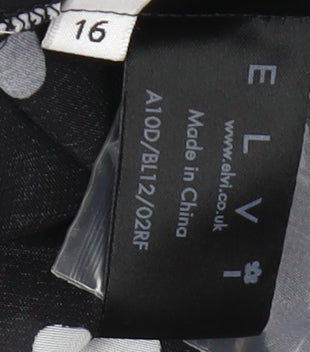 16
ELVI
www.elvi.co.uk
Made in China
A10D/BL12/02RF